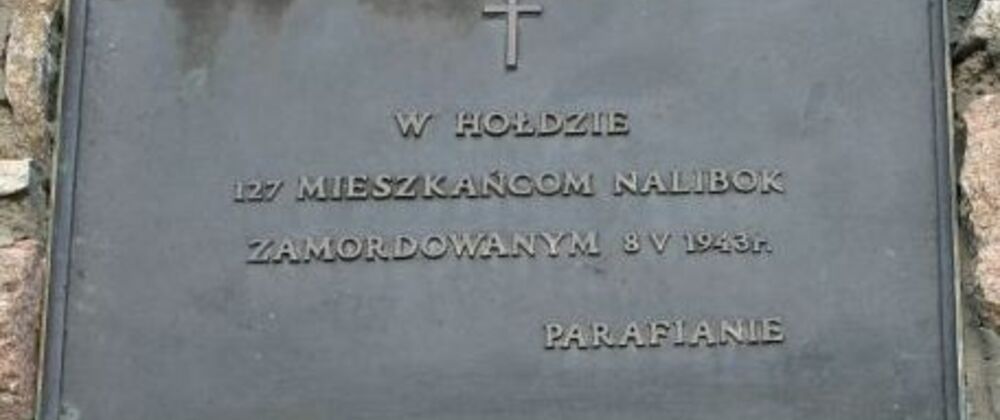 W HOŁDZIE
127 MIESZKAŃCOM NALIBOK
ZAMORDOWANYM 8 V 1943r.
PARAFIANIE